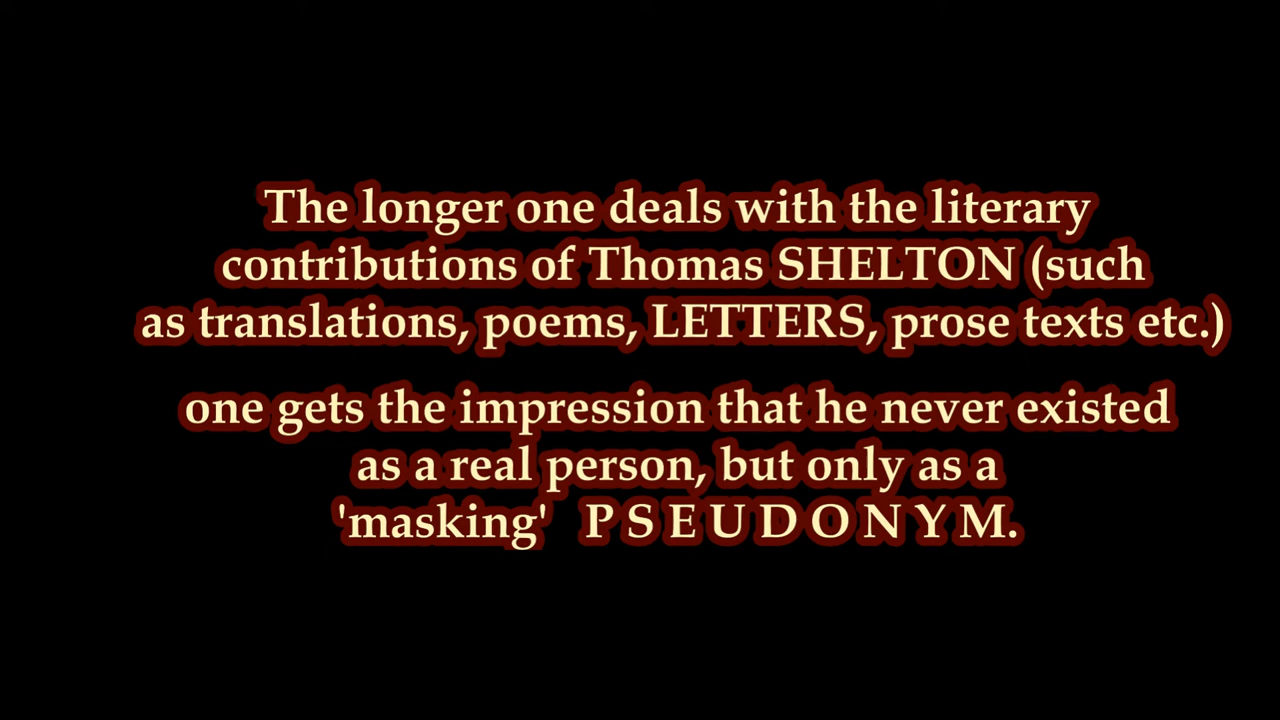 The longer one deals with the literary
contributions of Thomas SHELTON (such
as translations, poems, LETTERS, prose texts etc.)
one gets the impression that he never existed
as a real person, but only as a
'masking' P S E U D O N Y M.